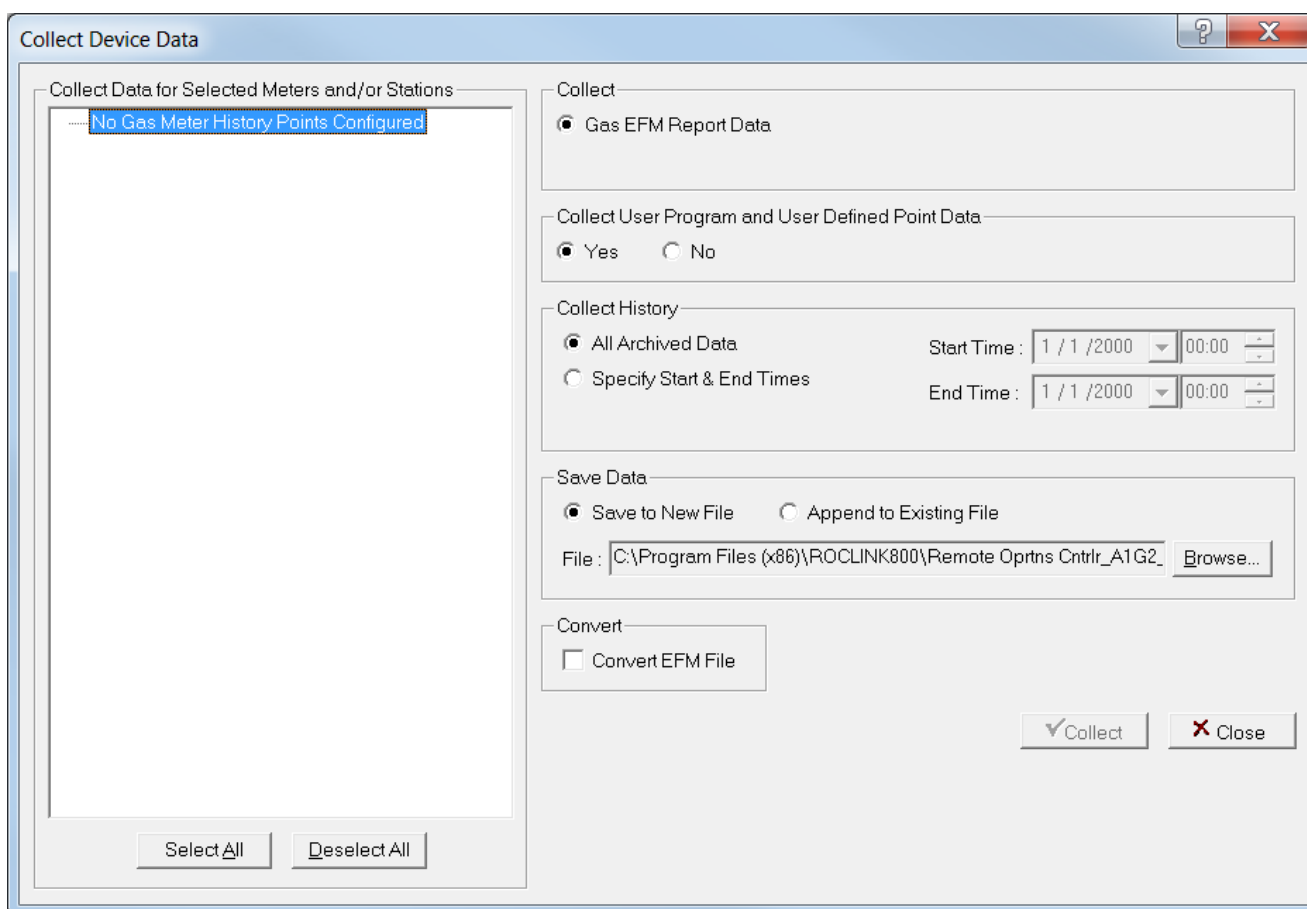 Collect Device Data
Collect Data for Selected Meters and/or Stations
No Gas Meter History Points Configured
Select All Deselect All
Collect
Gas EFM Report Data
Collect User Program and User Defined Point Data
Yes No
Collect History
All Archived Data Start Time : 1 / 1 /2000 00:00
Specify Start & End Times End Time : 1 / 1 /2000 00:00
Save Data
Save to New File Append to Existing File
File : C:\Program Files (x86)\ROCLINK800\Remote Oprtns Cntrlr_A1G2_ Browse...
Convert
Convert EFM File
Collect Close